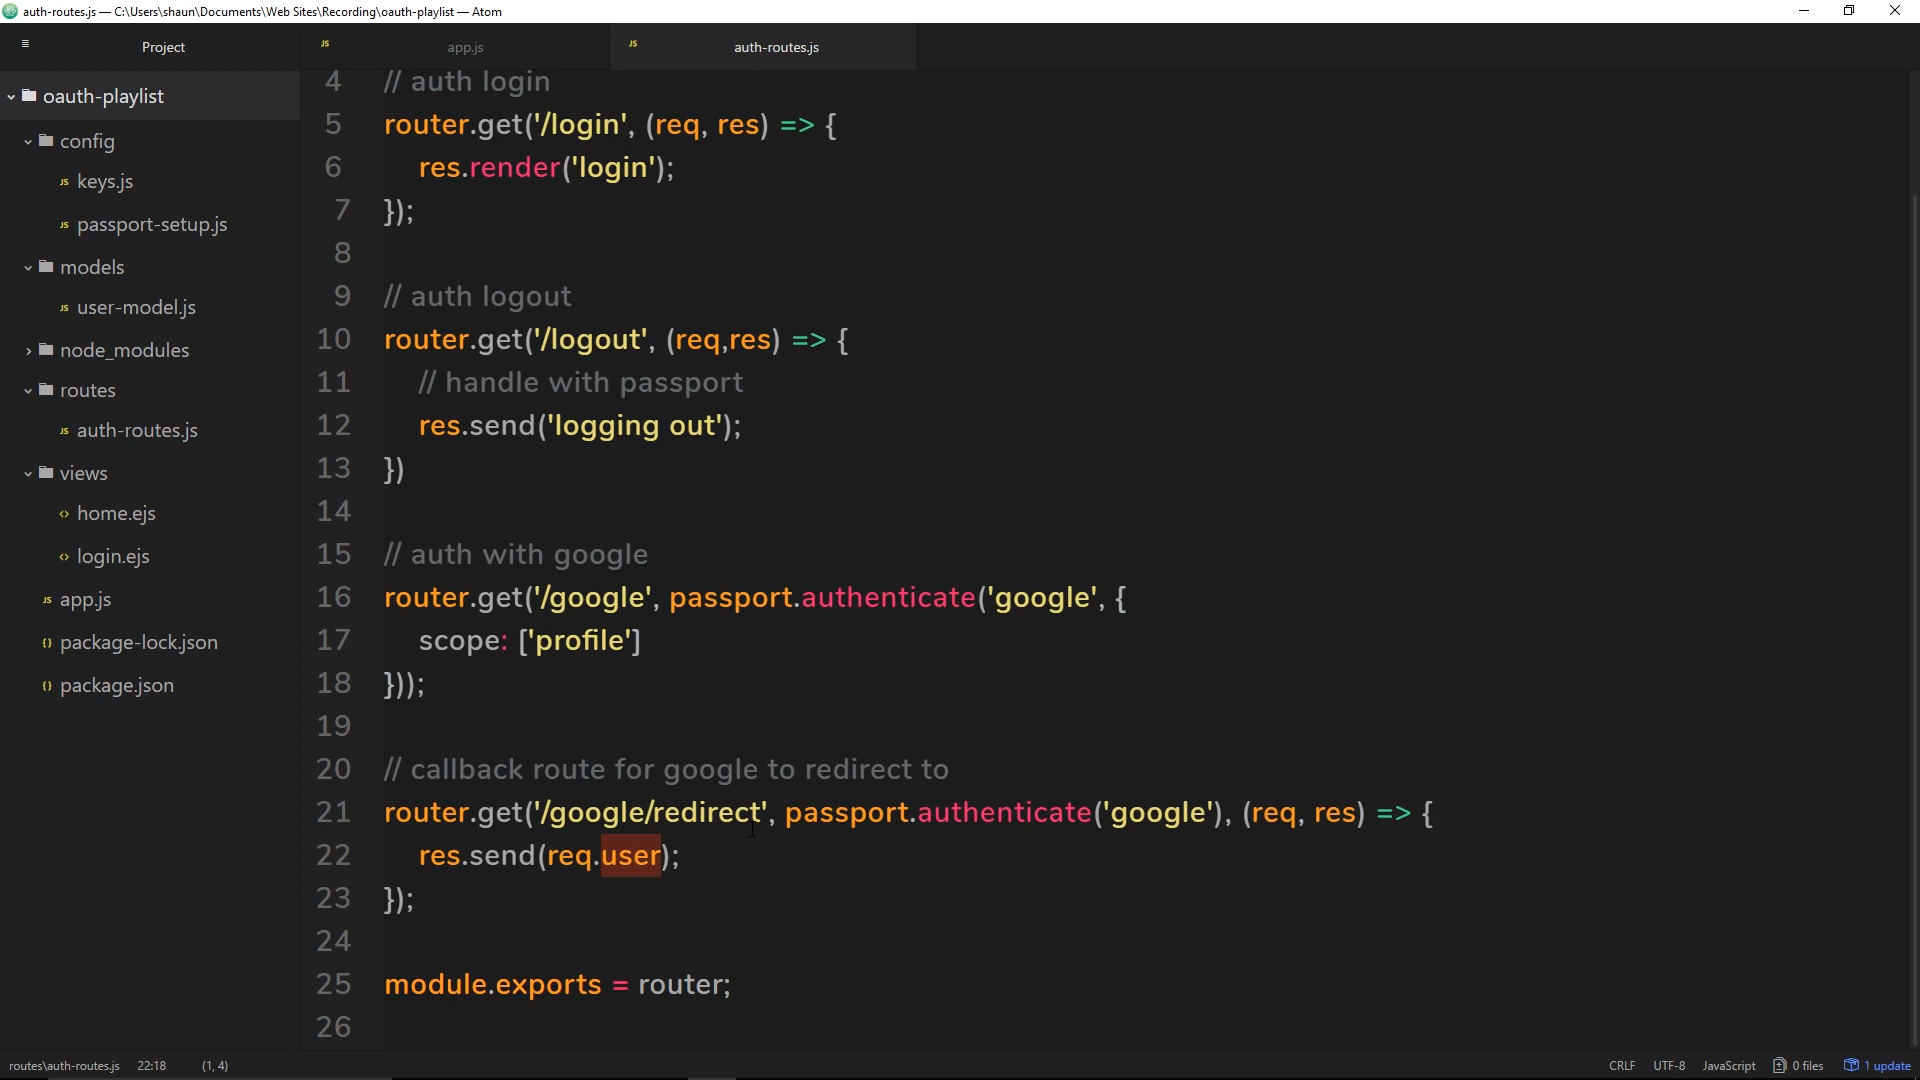 auth-routes.js — C:\Users\shaun\Documents\Web Sites\Recording\oauth-playlist — Atom
Project
JS app.js
JS auth-routes.js
oauth-playlist
config
JS keys.js
JS passport-setup.js
models
JS user-model.js
node_modules
routes
JS auth-routes.js
views
<> home.ejs
<> login.ejs
JS app.js
{} package-lock.json
{} package.json
4 // auth login
5 router.get('/login', (req, res) => {
6 res.render('login');
7 });
8
9 // auth logout
10 router.get('/logout', (req,res) => {
11 // handle with passport
12 res.send('logging out');
13 })
14
15 // auth with google
16 router.get('/google', passport.authenticate('google', {
17 scope: ['profile']
18 }));
19
20 // callback route for google to redirect to
21 router.get('/google/redirect', passport.authenticate('google'), (req, res) => {
22 res.send(req.user);
23 });
24
25 module.exports = router;
26
routes\auth-routes.js 22:18 (1, 4)
CRLF UTF-8 JavaScript 0 files 1 update